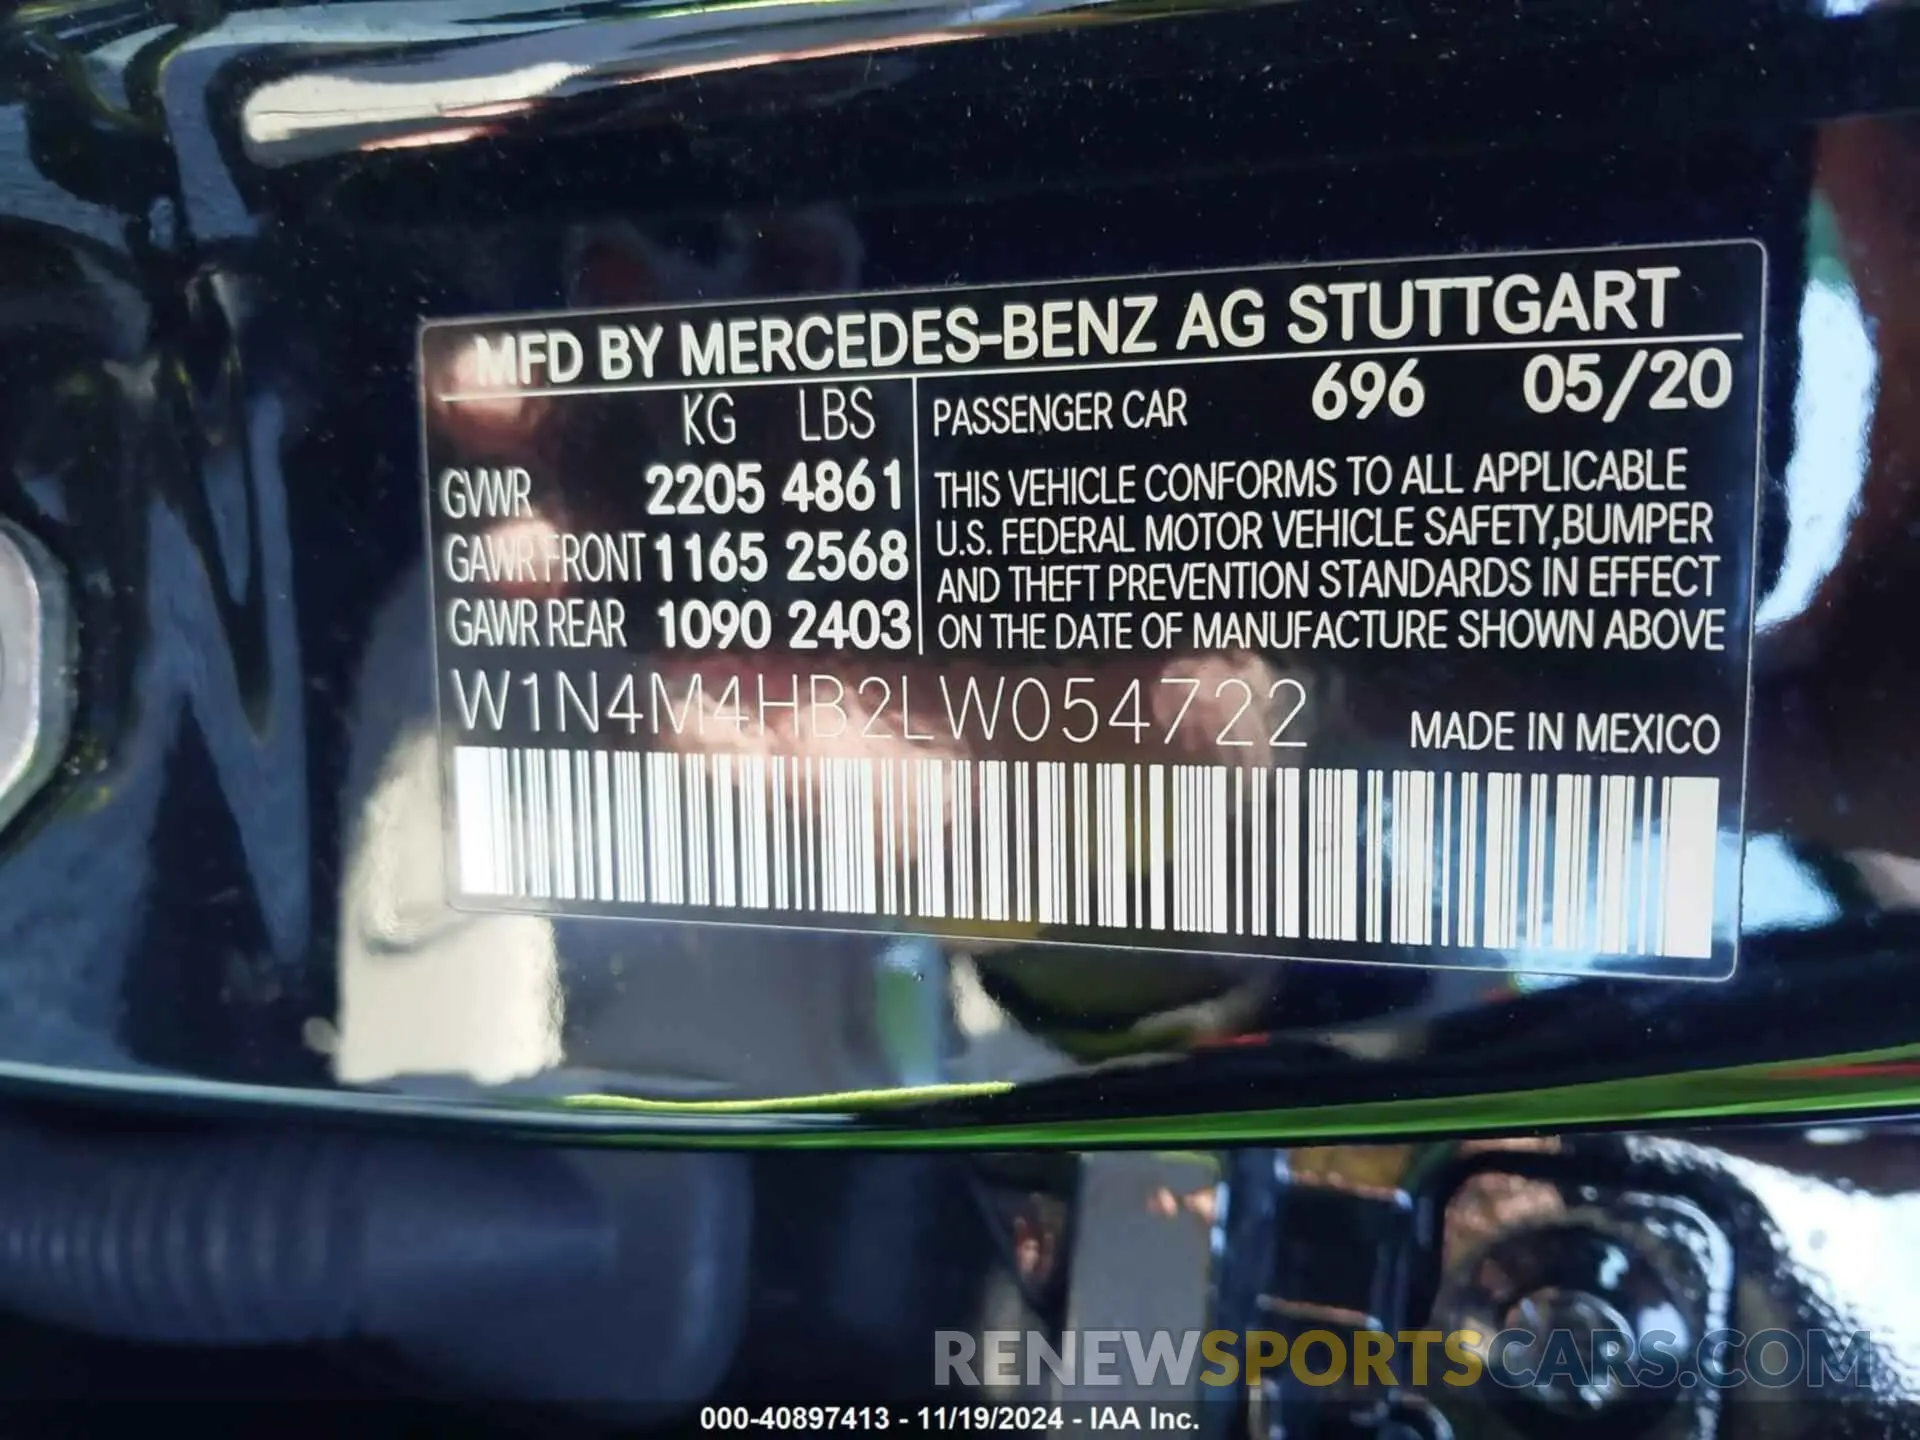 MFD BY MERCEDES-BENZ AG STUTTGART
KG LBS
GVWR 2205 4861
GAWR FRONT 1165 2568
GAWR REAR 1090 2403
PASSENGER CAR 696 05/20
THIS VEHICLE CONFORMS TO ALL APPLICABLE
U.S. FEDERAL MOTOR VEHICLE SAFETY,BUMPER
AND THEFT PREVENTION STANDARDS IN EFFECT
ON THE DATE OF MANUFACTURE SHOWN ABOVE
W1N4M4HB2LW054722
MADE IN MEXICO
RENEWSPORTSCARS.COM
000-40897413 - 11/19/2024 - IAA Inc.